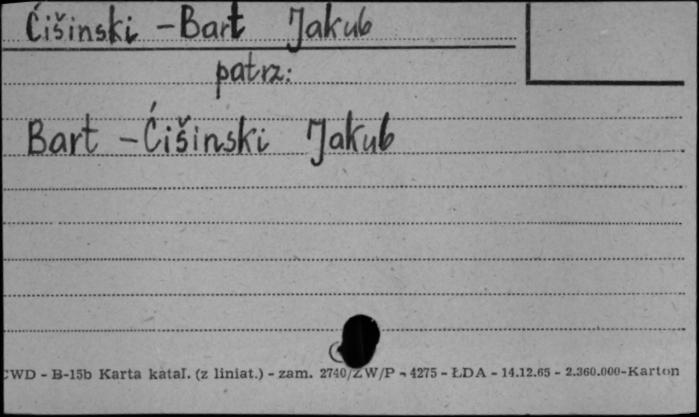 Ćišinski - Bart Jakub
patrz:
Bart - Ćišinski Jakub
CWD - B-15b Karta katal. (z liniat.) - zam. 2740/ZW/P - 4275 - ŁDA - 14.12.65 - 2.360.000-Karton